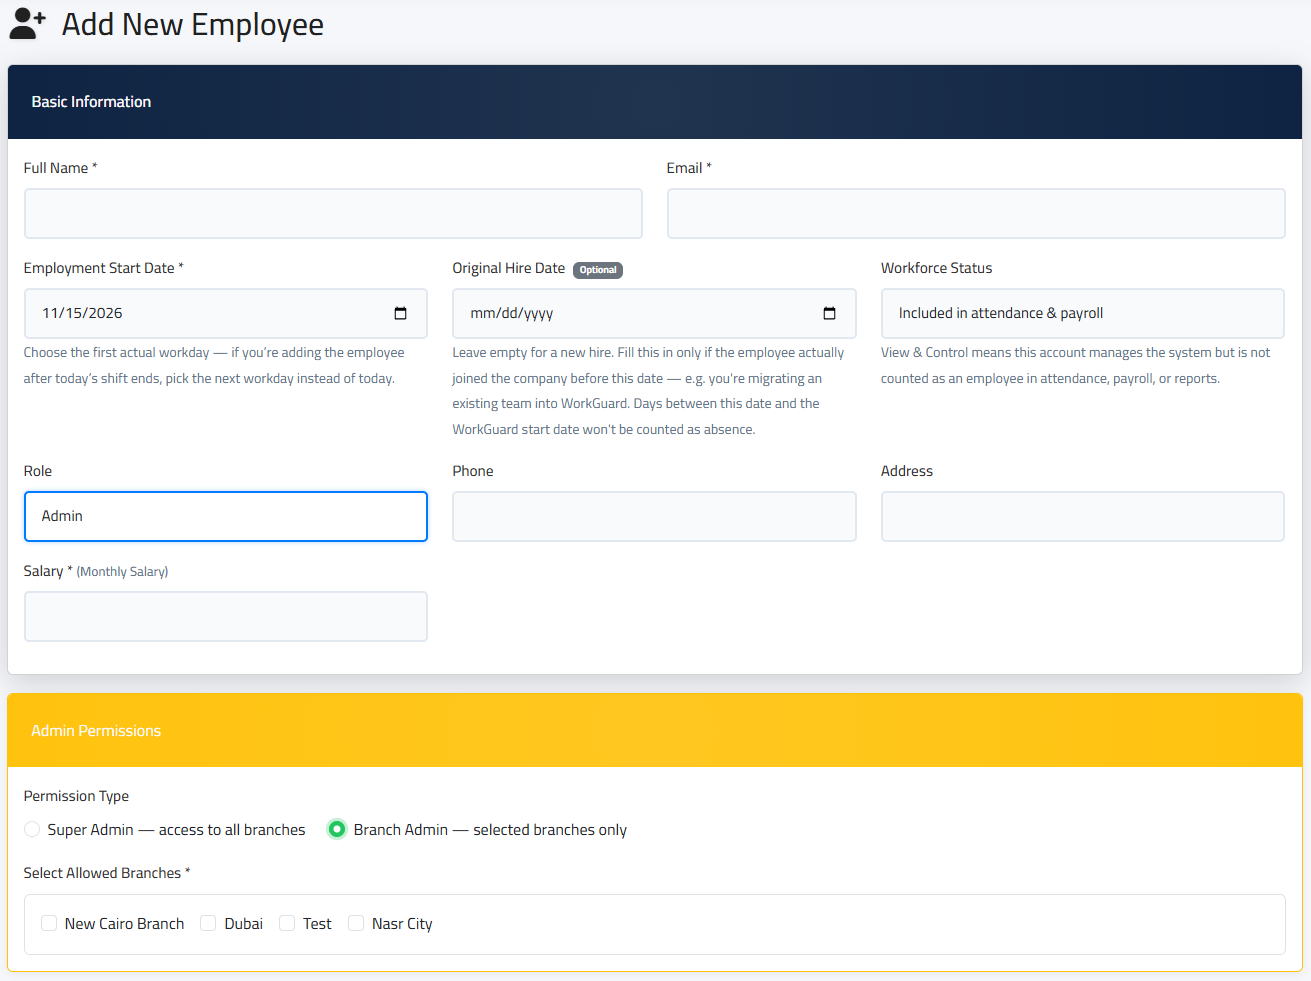 Add New Employee
Basic Information
Full Name *
Email *
Employment Start Date *
Original Hire Date Optional
Workforce Status
11/15/2026
mm/dd/yyyy
Included in attendance & payroll
Choose the first actual workday — if you’re adding the employee
after today’s shift ends, pick the next workday instead of today.
Leave empty for a new hire. Fill this in only if the employee actually
joined the company before this date — e.g. you're migrating an
existing team into WorkGuard. Days between this date and the
WorkGuard start date won't be counted as absence.
View & Control means this account manages the system but is not
counted as an employee in attendance, payroll, or reports.
Role
Phone
Address
Admin
Salary * (Monthly Salary)
Admin Permissions
Permission Type
Super Admin — access to all branches
Branch Admin — selected branches only
Select Allowed Branches *
New Cairo Branch
Dubai
Test
Nasr City